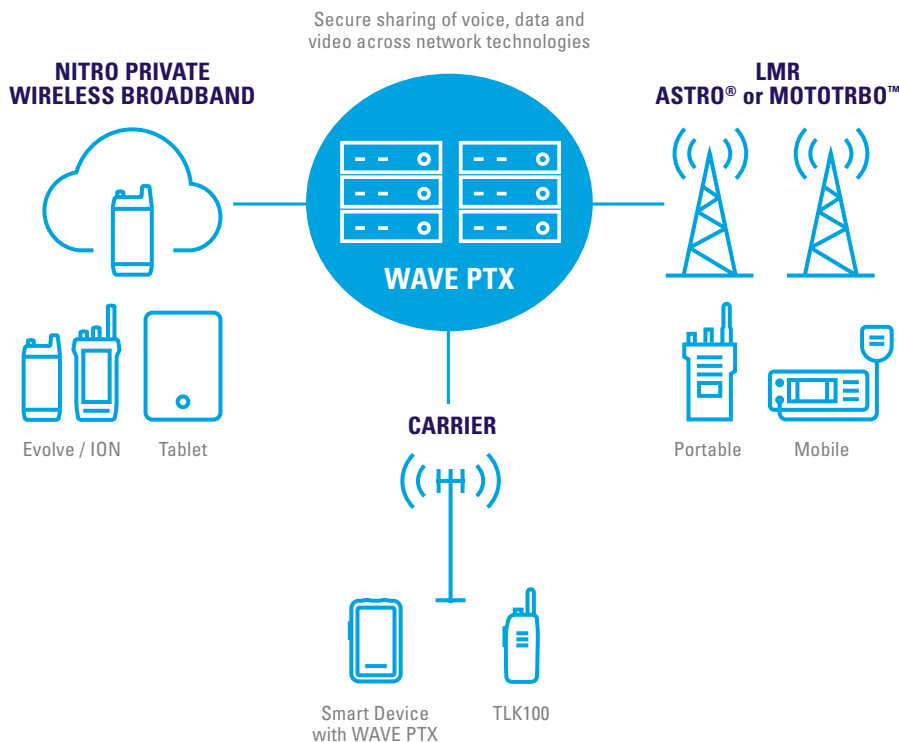 Secure sharing of voice, data and
video across network technologies
NITRO PRIVATE
WIRELESS BROADBAND
LMR
ASTRO® or MOTOTRBO™
WAVE PTX
Evolve / ION
Tablet
CARRIER
Portable
Mobile
Smart Device
with WAVE PTX
TLK100